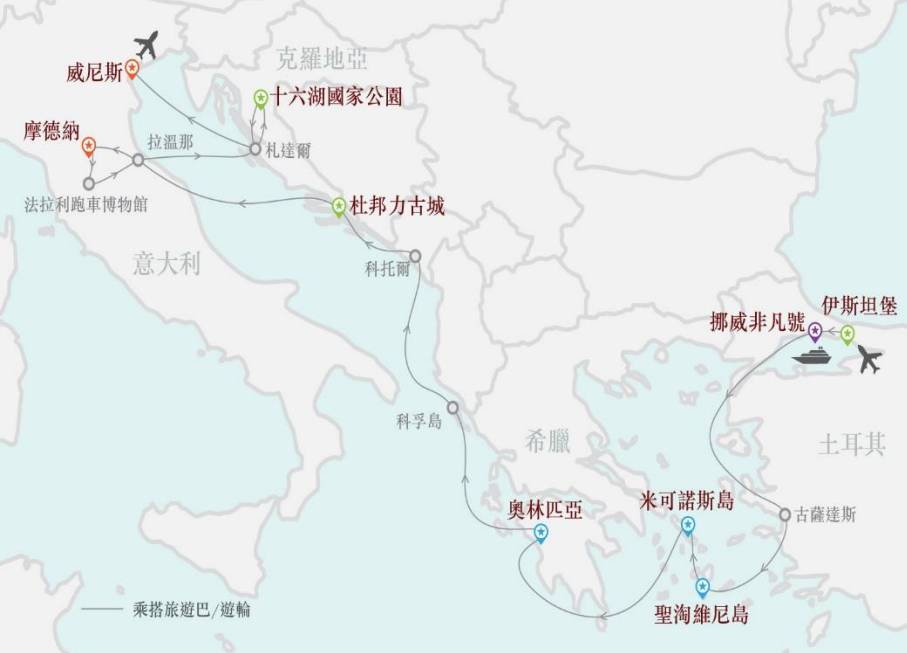 克羅地亞
威尼斯
十六湖國家公園
摩德納
拉溫那
札達爾
法拉利跑車博物館
杜邦力古城
意大利
科托爾
伊斯坦堡
挪威非凡號
科孚島
希臘
土耳其
奧林匹亞
米可諾斯島
古薩達斯
聖淘維尼島
乘搭旅遊巴/遊輪